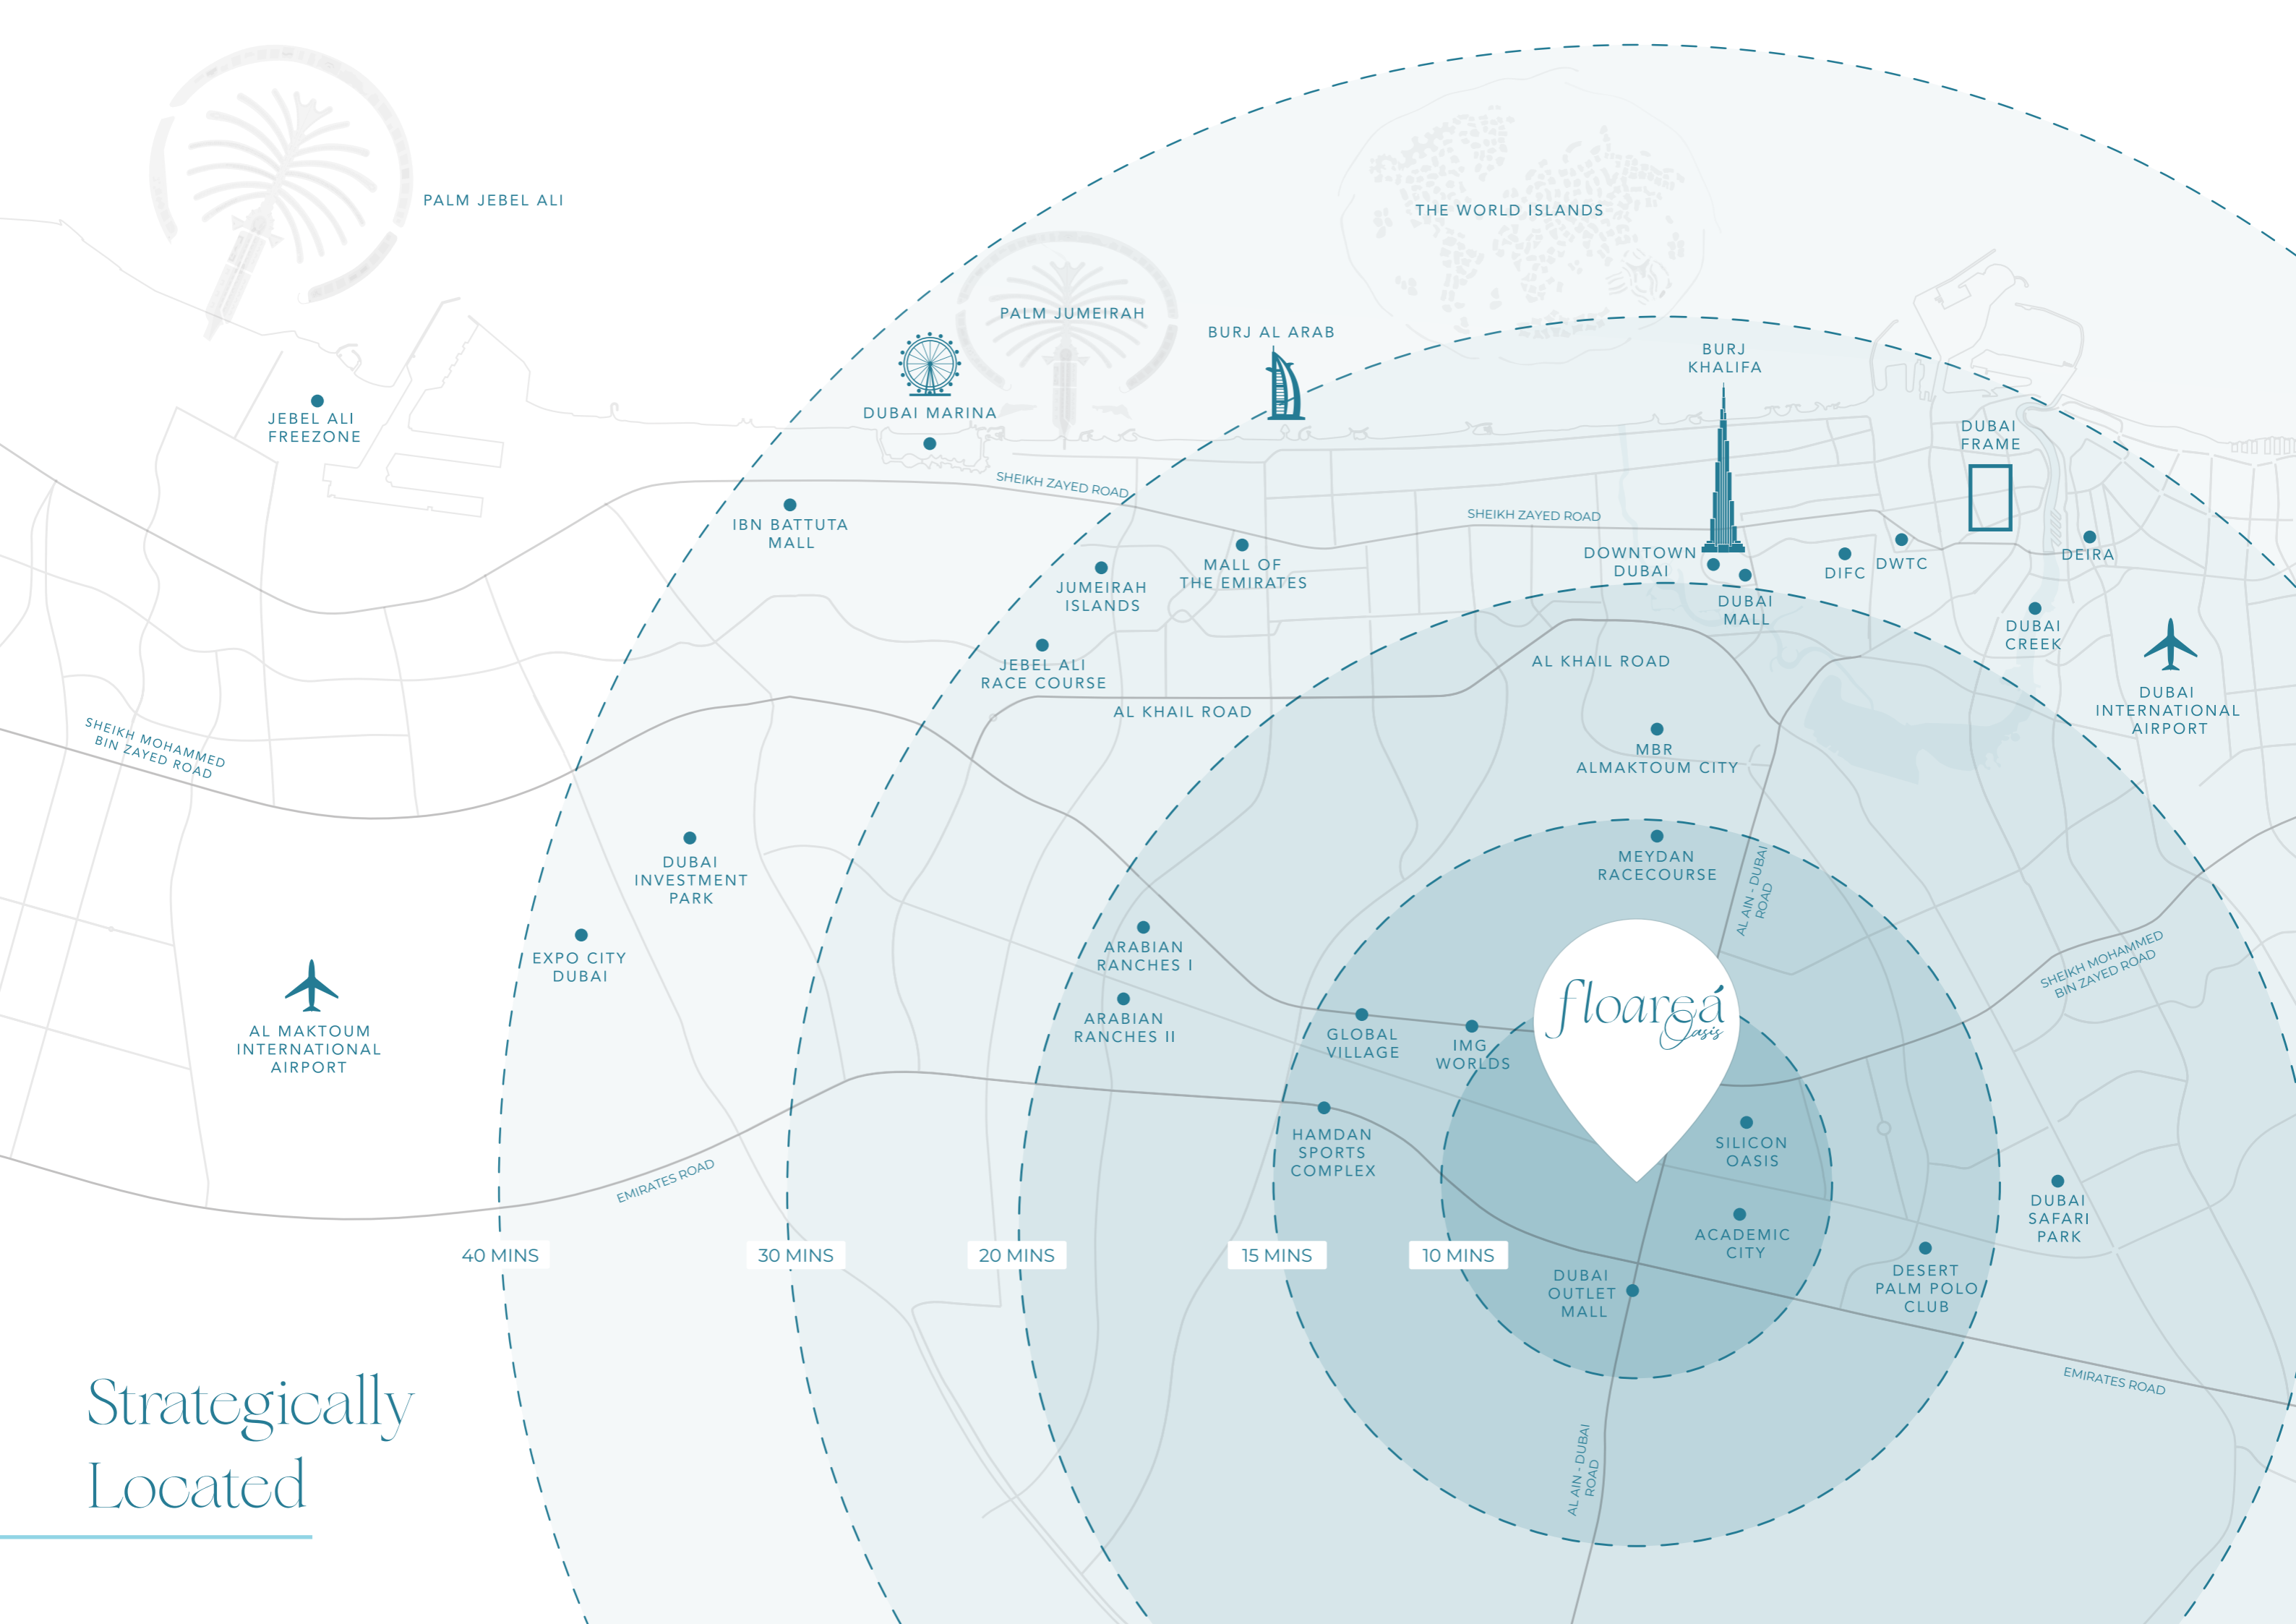 PALM JEBEL ALI
THE WORLD ISLANDS
PALM JUMEIRAH
BURJ AL ARAB
BURJ
KHALIFA
DUBAI MARINA
JEBEL ALI
FREEZONE
DUBAI
FRAME
SHEIKH ZAYED ROAD
SHEIKH ZAYED ROAD
IBN BATTUTA
MALL
MALL OF
THE EMIRATES
JUMEIRAH
ISLANDS
DOWNTOWN
DUBAI
DIFC
DWTC
DEIRA
DUBAI
MALL
DUBAI
CREEK
JEBEL ALI
RACE COURSE
AL KHAIL ROAD
AL KHAIL ROAD
DUBAI
INTERNATIONAL
AIRPORT
SHEIKH MOHAMMED
BIN ZAYED ROAD
MBR
ALMAKTOUM CITY
MEYDAN
RACECOURSE
AL AIN - DUBAI
ROAD
DUBAI
INVESTMENT
PARK
EXPO CITY
DUBAI
ARABIAN
RANCHES I
ARABIAN
RANCHES II
SHEIKH MOHAMMED
BIN ZAYED ROAD
floareá
Oasis
AL MAKTOUM
INTERNATIONAL
AIRPORT
GLOBAL
VILLAGE
IMG
WORLDS
HAMDAN
SPORTS
COMPLEX
SILICON
OASIS
ACADEMIC
CITY
DUBAI
SAFARI
PARK
EMIRATES ROAD
40 MINS
30 MINS
20 MINS
15 MINS
10 MINS
DUBAI
OUTLET
MALL
DESERT
PALM POLO
CLUB
EMIRATES ROAD
AL AIN - DUBAI
ROAD
Strategically
Located